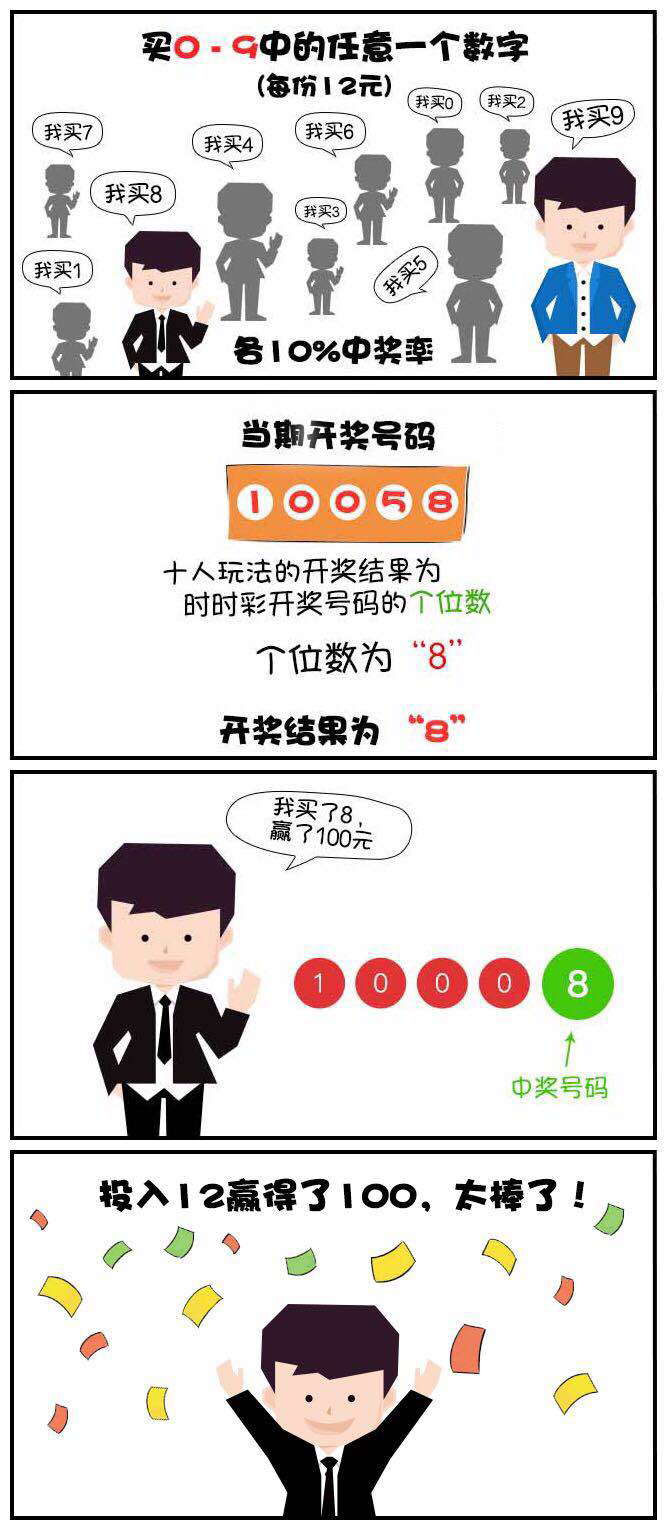 买0-9中的任意一个数字
(每份12元)
我买7
我买8
我买4
我买6
我买0
我买2
我买9
我买3
我买1
我买5
各10%中奖率
当期开奖号码
1 0 0 5 8
十人玩法的开奖结果为
时时彩开奖号码的个位数
个位数为“8”
开奖结果为“8”
我买了8，
赢了100元
1 0 0 0 8
中奖号码
投入12赢得了100，太棒了！